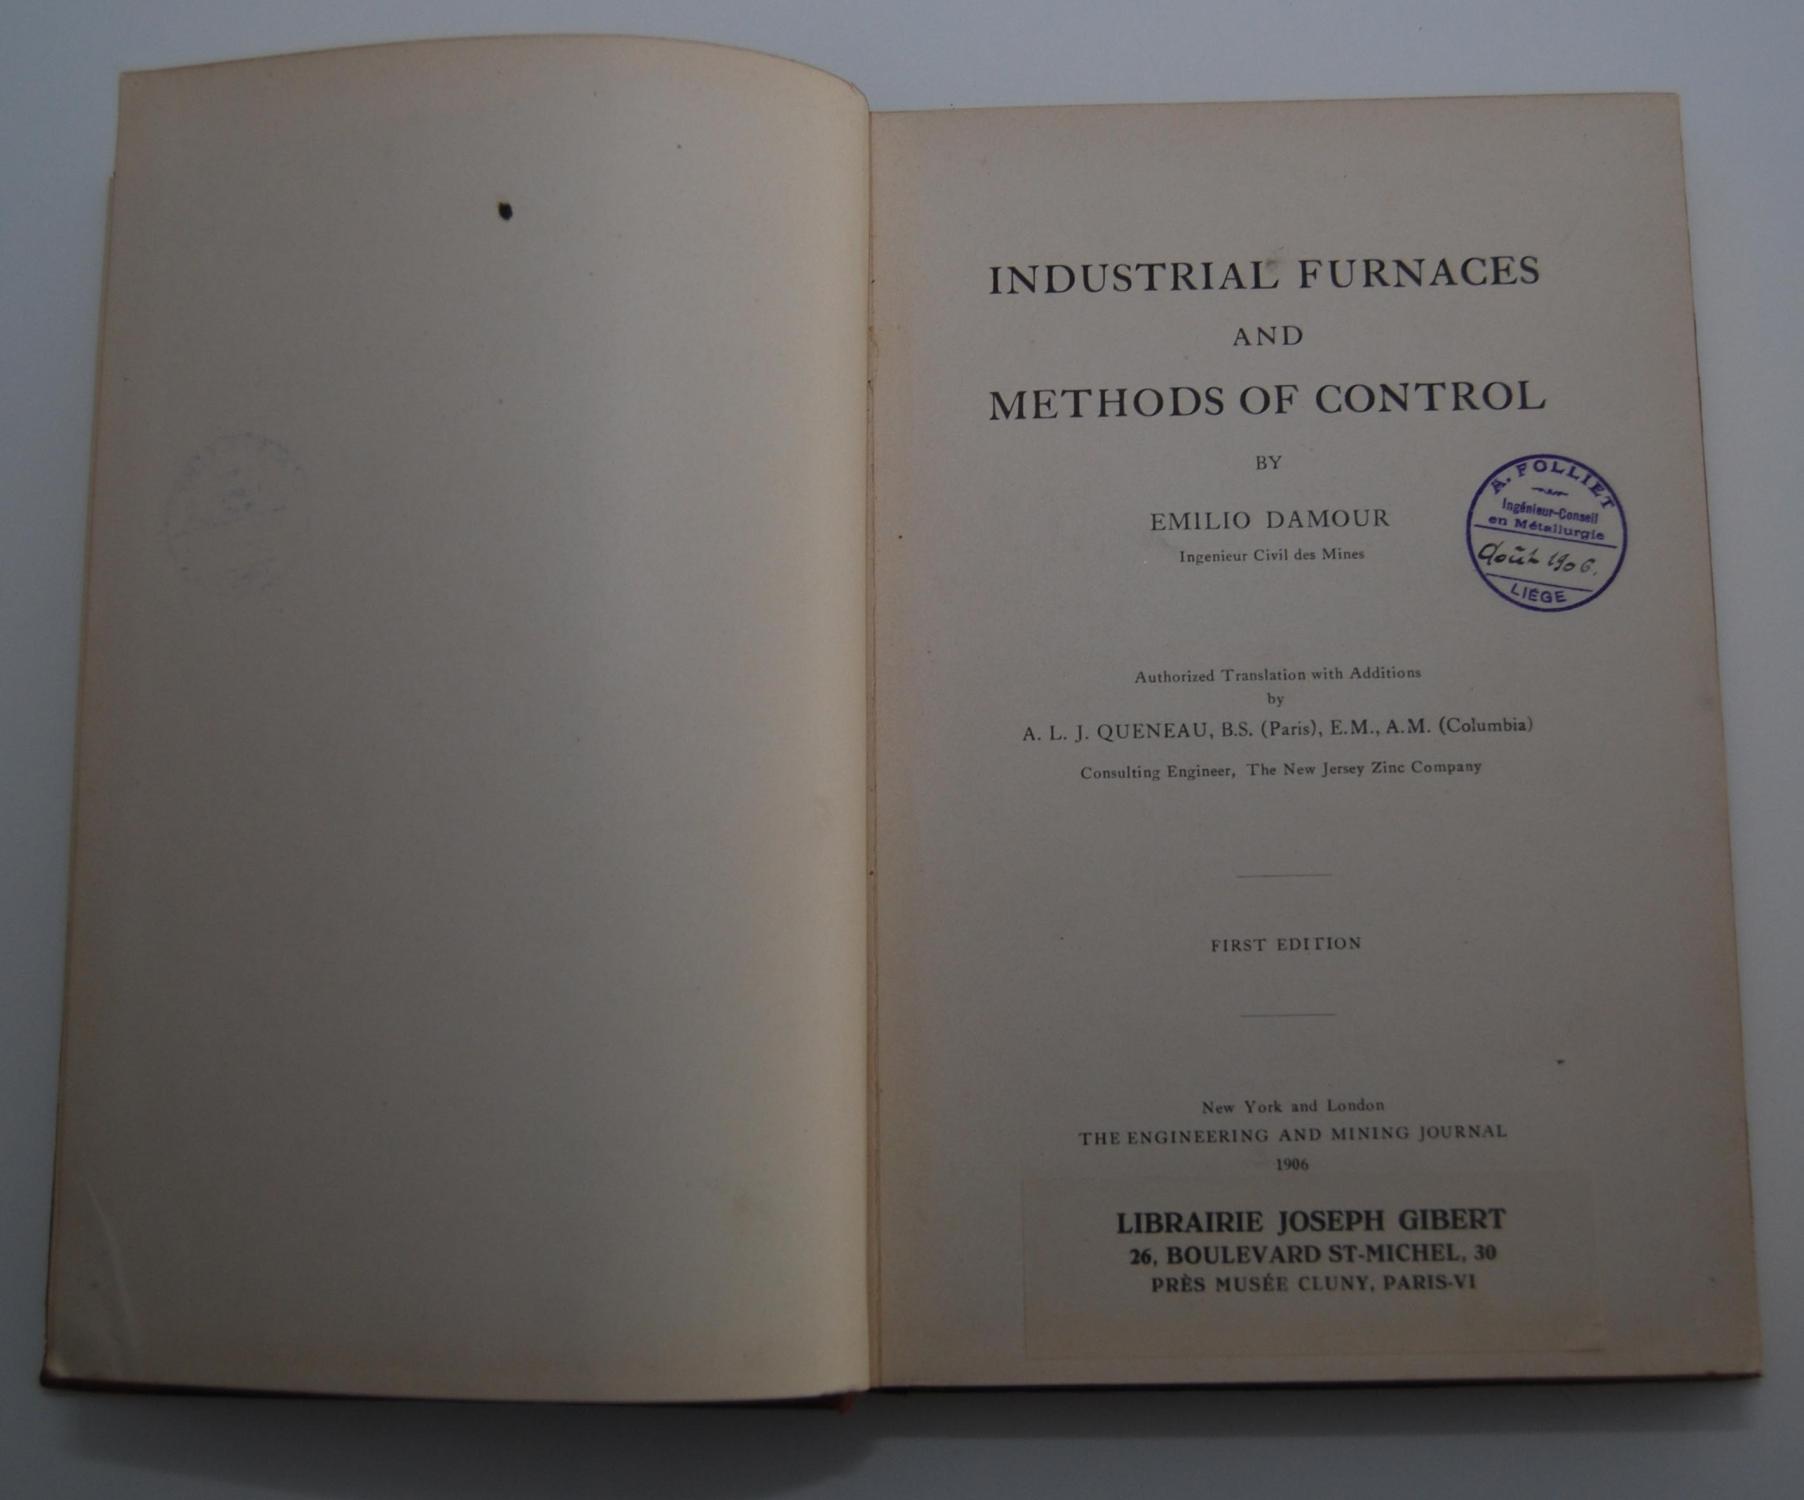 INDUSTRIAL FURNACES
AND
METHODS OF CONTROL
BY
EMILIO DAMOUR
Ingenieur Civil des Mines
A. FOLLIET
Ingénieur-Conseil
en Métallurgie
Août 1906.
LIÉGE
Authorized Translation with Additions
by
A. L. J. QUENEAU, B.S. (Paris), E.M., A.M. (Columbia)
Consulting Engineer, The New Jersey Zinc Company
FIRST EDITION
New York and London
THE ENGINEERING AND MINING JOURNAL
1906
LIBRAIRIE JOSEPH GIBERT
26, BOULEVARD ST-MICHEL, 30
PRÈS MUSÉE CLUNY, PARIS-VI